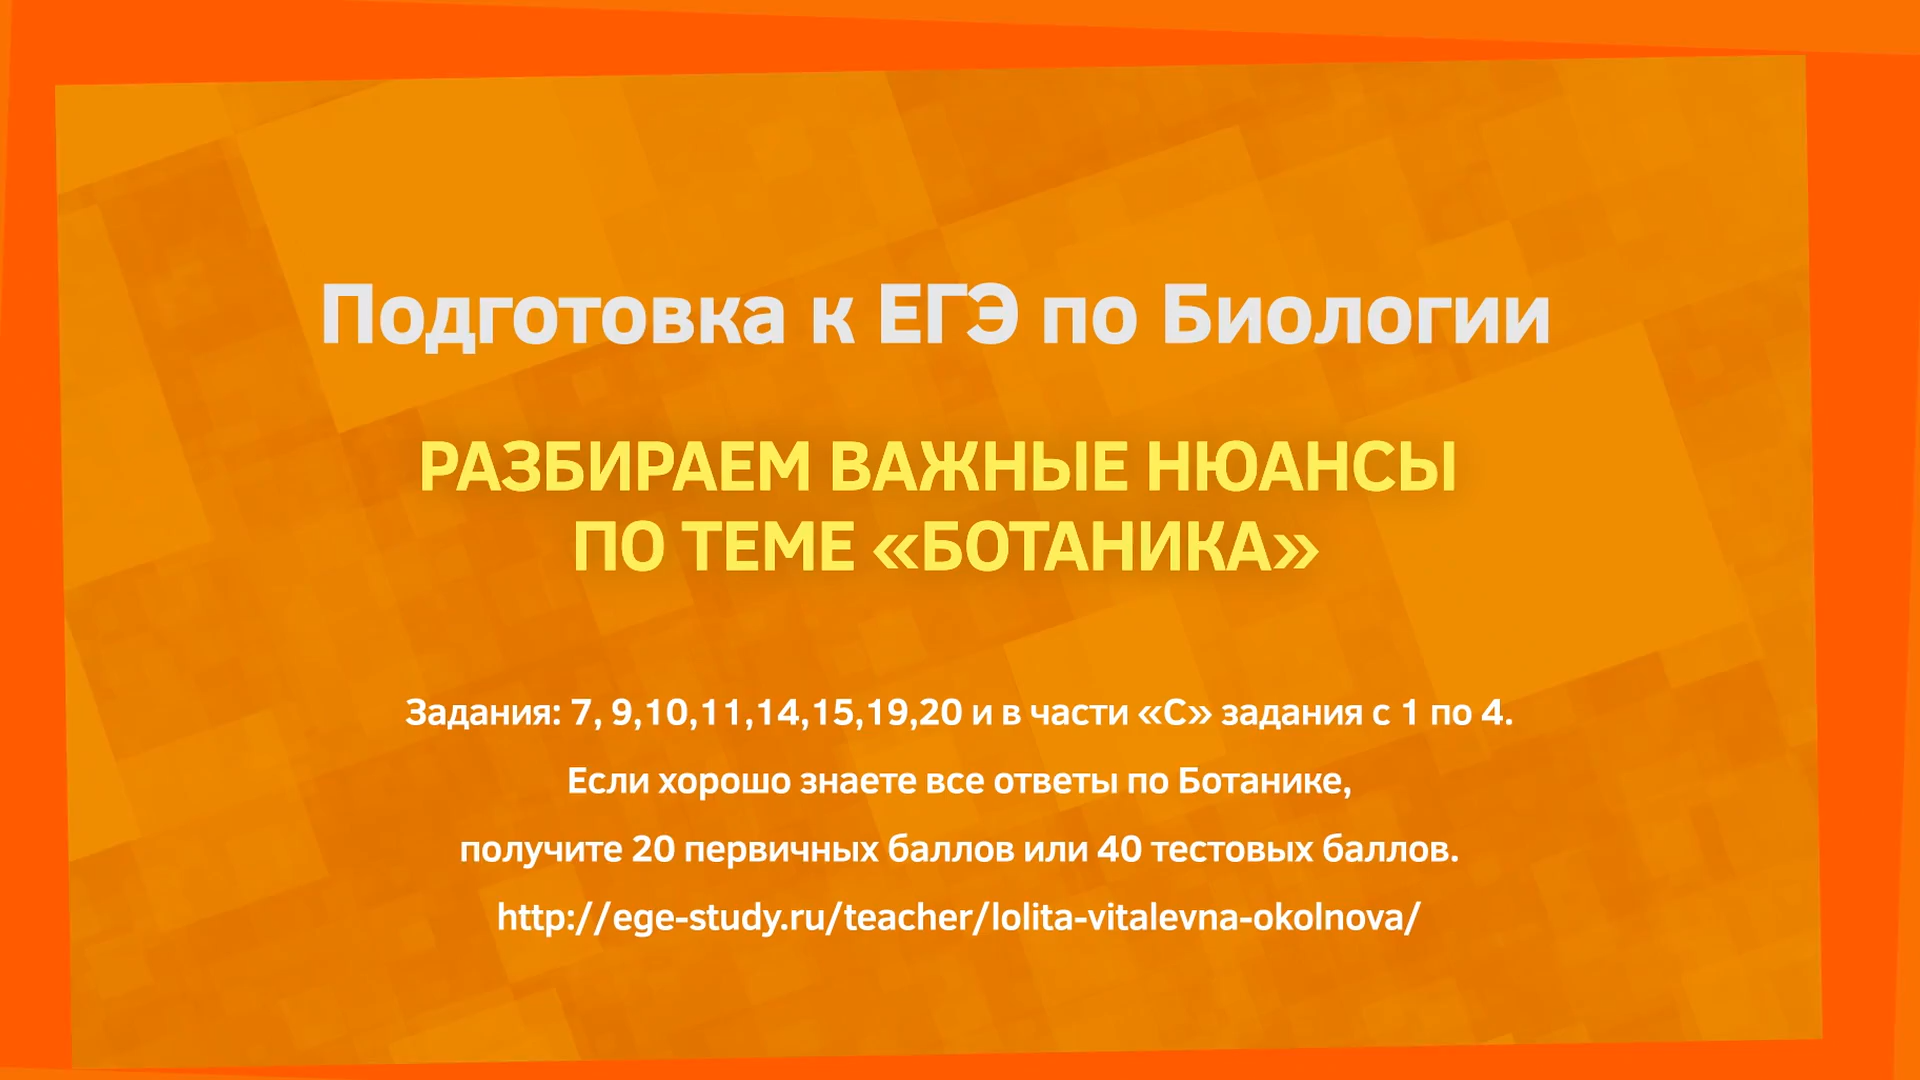 Подготовка к ЕГЭ по Биологии
РАЗБИРАЕМ ВАЖНЫЕ НЮАНСЫ
ПО ТЕМЕ «БОТАНИКА»
Задания: 7, 9,10,11,14,15,19,20 и в части «С» задания с 1 по 4.
Если хорошо знаете все ответы по Ботанике,
получите 20 первичных баллов или 40 тестовых баллов.
http://ege-study.ru/teacher/lolita-vitalevna-okolnova/